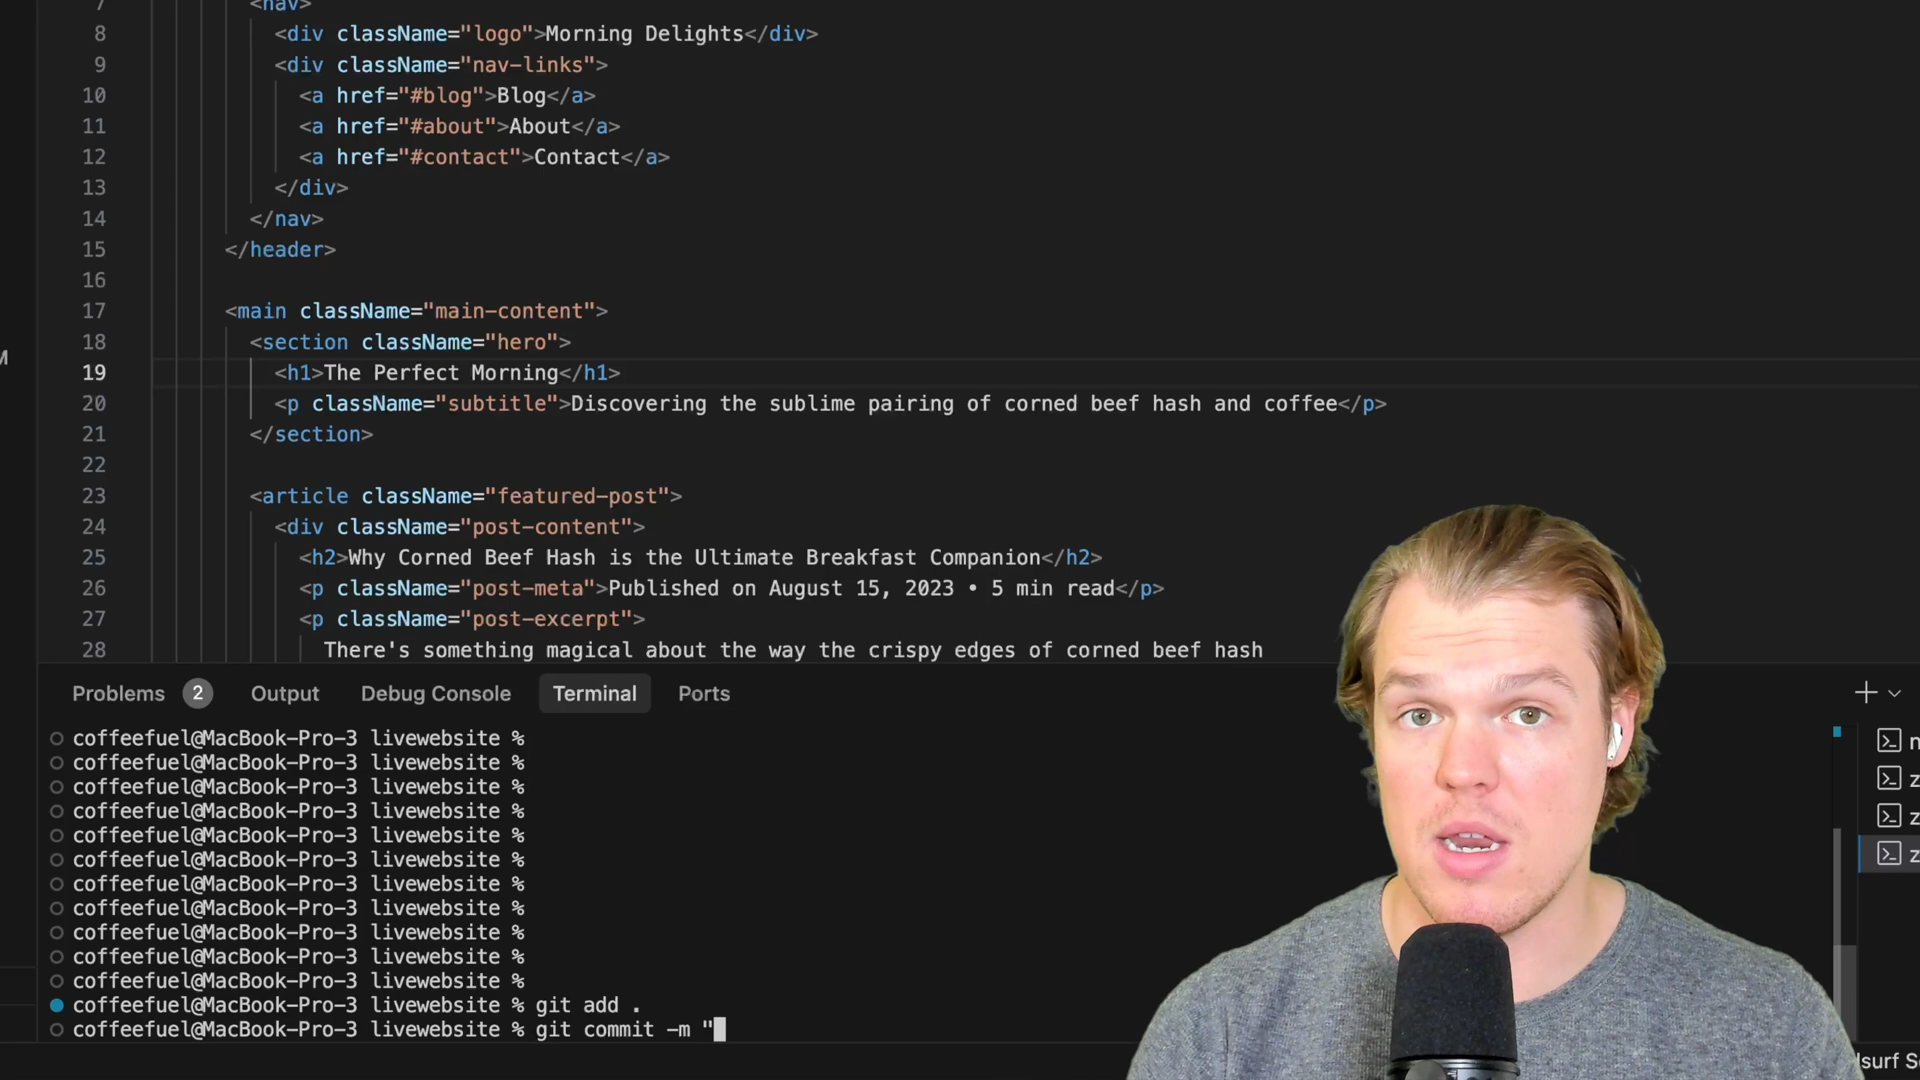 7 <nav>
8 <div className="logo">Morning Delights</div>
9 <div className="nav-links">
10 <a href="#blog">Blog</a>
11 <a href="#about">About</a>
12 <a href="#contact">Contact</a>
13 </div>
14 </nav>
15 </header>
16
17 <main className="main-content">
18 <section className="hero">
19 <h1>The Perfect Morning</h1>
20 <p className="subtitle">Discovering the sublime pairing of corned beef hash and coffee</p>
21 </section>
22
23 <article className="featured-post">
24 <div className="post-content">
25 <h2>Why Corned Beef Hash is the Ultimate Breakfast Companion</h2>
26 <p className="post-meta">Published on August 15, 2023 • 5 min read</p>
27 <p className="post-excerpt">
28 There's something magical about the way the crispy edges of corned beef hash
Problems 2 Output Debug Console Terminal Ports
coffeefuel@MacBook-Pro-3 livewebsite %
coffeefuel@MacBook-Pro-3 livewebsite %
coffeefuel@MacBook-Pro-3 livewebsite %
coffeefuel@MacBook-Pro-3 livewebsite %
coffeefuel@MacBook-Pro-3 livewebsite %
coffeefuel@MacBook-Pro-3 livewebsite %
coffeefuel@MacBook-Pro-3 livewebsite %
coffeefuel@MacBook-Pro-3 livewebsite %
coffeefuel@MacBook-Pro-3 livewebsite %
coffeefuel@MacBook-Pro-3 livewebsite %
coffeefuel@MacBook-Pro-3 livewebsite %
coffeefuel@MacBook-Pro-3 livewebsite % git add .
coffeefuel@MacBook-Pro-3 livewebsite % git commit -m "